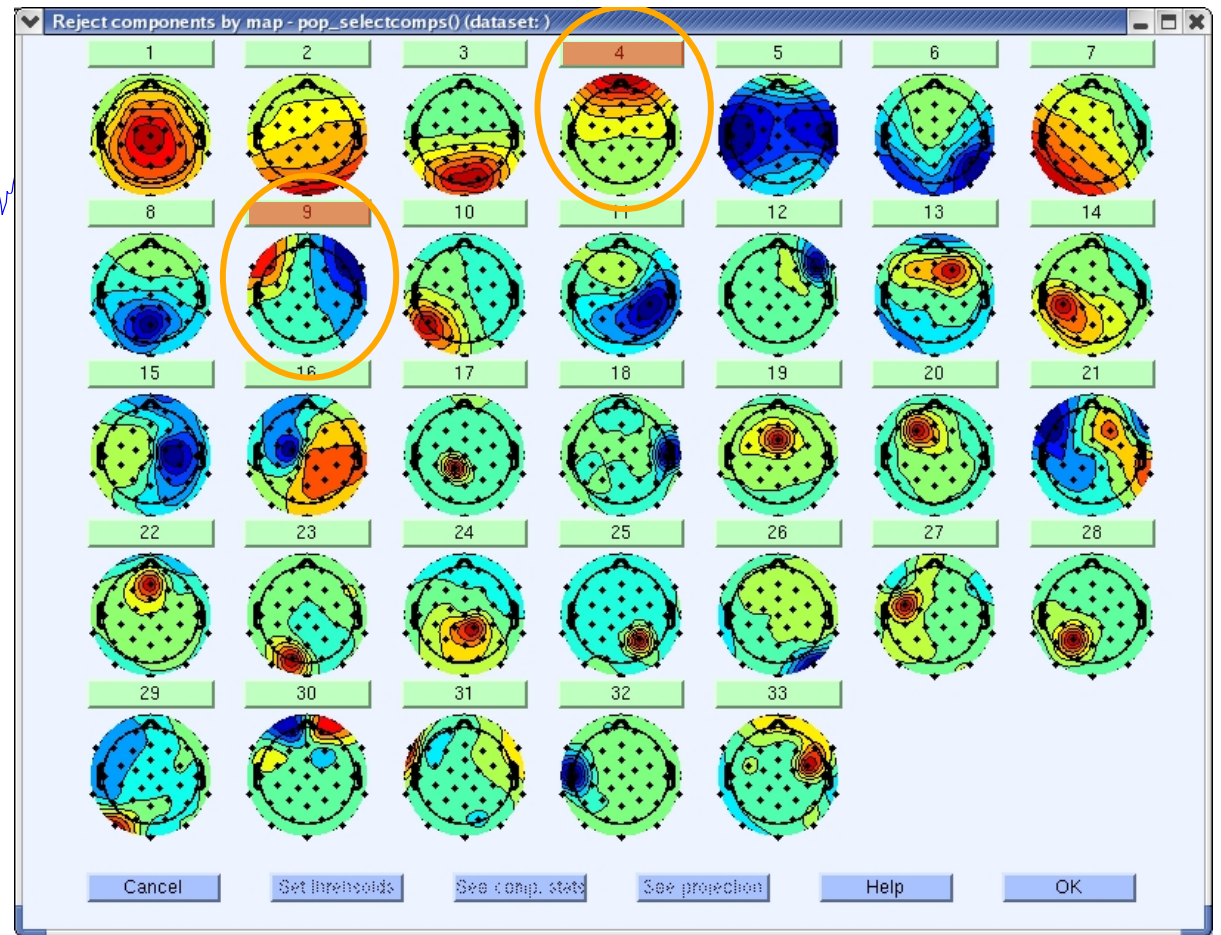 Reject components by map - pop_selectcomps() (dataset: )
1 2 3 4 5 6 7
8 9 10 11 12 13 14
15 16 17 18 19 20 21
22 23 24 25 26 27 28
29 30 31 32 33
Cancel Set threhsolds See comp. stats See projection Help OK